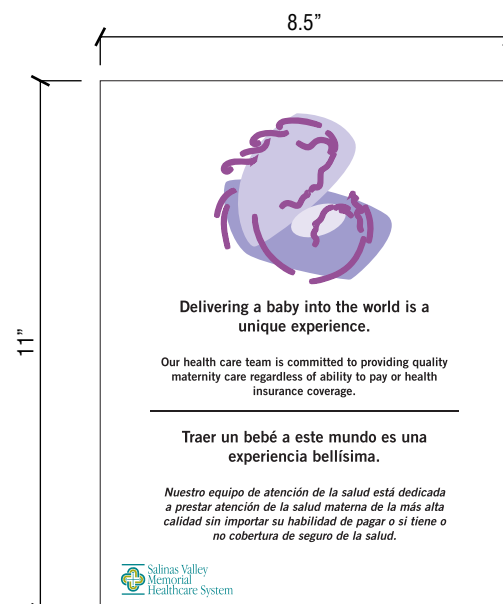 8.5”
11”
Delivering a baby into the world is a
unique experience.
Our health care team is committed to providing quality
maternity care regardless of ability to pay or health
insurance coverage.
Traer un bebé a este mundo es una
experiencia bellísima.
Nuestro equipo de atención de la salud está dedicada
a prestar atención de la salud materna de la más alta
calidad sin importar su habilidad de pagar o si tiene o
no cobertura de seguro de la salud.
Salinas Valley
Memorial
Healthcare System